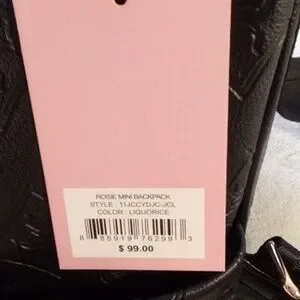 ROSIE MINI BACKPACK
STYLE : 11JCCYDJC-JCL
COLOR : LIQUORICE
8 85919 76299 3
$ 99.00